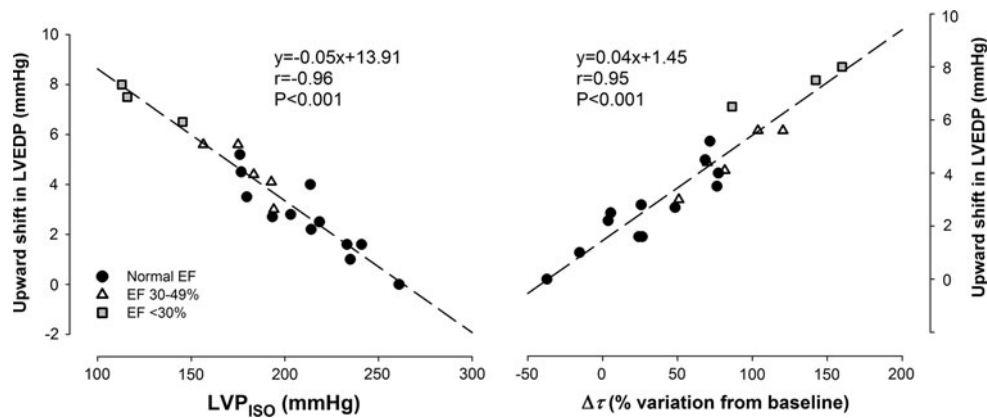 y=-0.05x+13.91
r=-0.96
P<0.001
Upward shift in LVEDP (mmHg)
10
8
6
4
2
0
-2
Normal EF
EF 30-49%
EF <30%
100 150 200 250 300
LVPISO (mmHg)
y=0.04x+1.45
r=0.95
P<0.001
10
8
6
4
2
0
Upward shift in LVEDP (mmHg)
-50 0 50 100 150 200
Δτ (% variation from baseline)